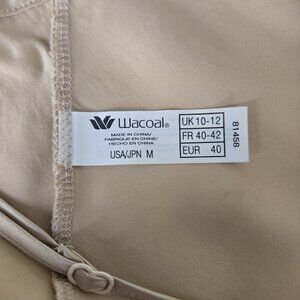 Wacoal®
MADE IN CHINA/
FABRIQUE EN CHINE/
HECHO EN CHINA
USA/JPN M
UK 10-12
FR 40-42
EUR 40
81458